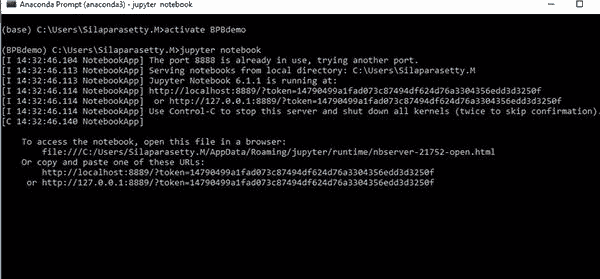 Anaconda Prompt (anaconda3) - jupyter notebook
(base) C:\Users\Silaparasetty.M>activate BPBdemo
(BPBdemo) C:\Users\Silaparasetty.M>jupyter notebook
[I 14:32:46.104 NotebookApp] The port 8888 is already in use, trying another port.
[I 14:32:46.113 NotebookApp] Serving notebooks from local directory: C:\Users\Silaparasetty.M
[I 14:32:46.113 NotebookApp] Jupyter Notebook 6.1.1 is running at:
[I 14:32:46.114 NotebookApp] http://localhost:8889/?token=14790499a1fad073c87494df624d76a3304356edd3d3250f
[I 14:32:46.114 NotebookApp]  or http://127.0.0.1:8889/?token=14790499a1fad073c87494df624d76a3304356edd3d3250f
[I 14:32:46.114 NotebookApp] Use Control-C to stop this server and shut down all kernels (twice to skip confirmation).
[C 14:32:46.140 NotebookApp]
To access the notebook, open this file in a browser:
file:///C:/Users/Silaparasetty.M/AppData/Roaming/jupyter/runtime/nbserver-21752-open.html
Or copy and paste one of these URLs:
http://localhost:8889/?token=14790499a1fad073c87494df624d76a3304356edd3d3250f
or http://127.0.0.1:8889/?token=14790499a1fad073c87494df624d76a3304356edd3d3250f